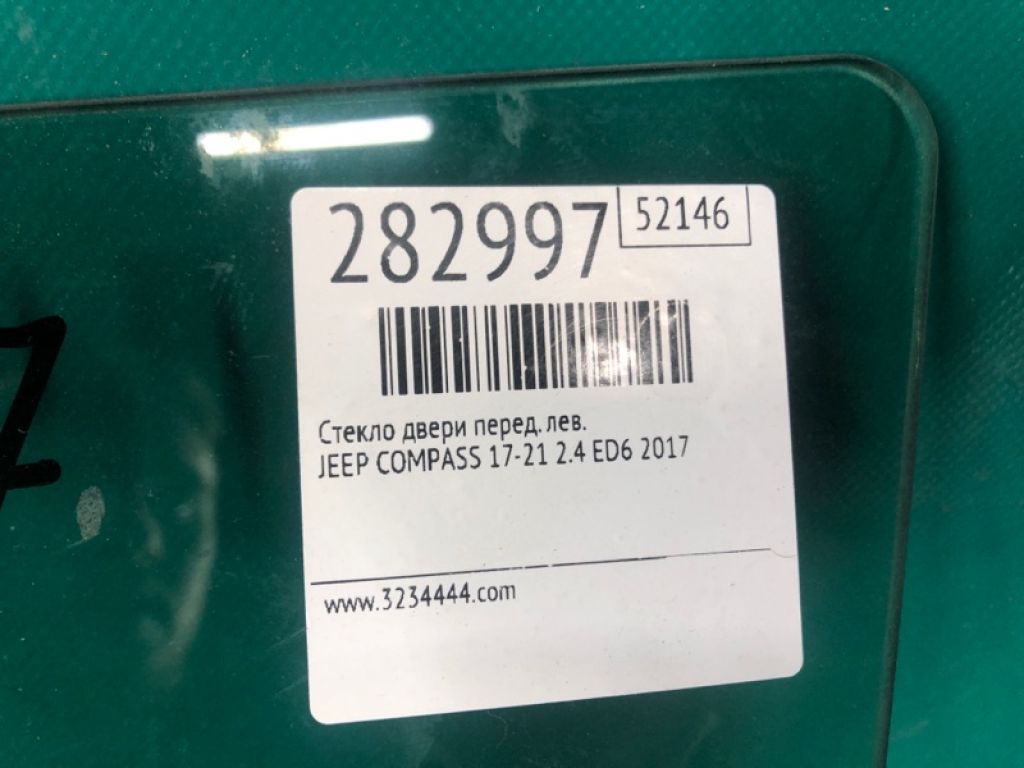 282997
52146
Стекло двери перед. лев.
JEEP COMPASS 17-21 2.4 ED6 2017
www.3234444.com